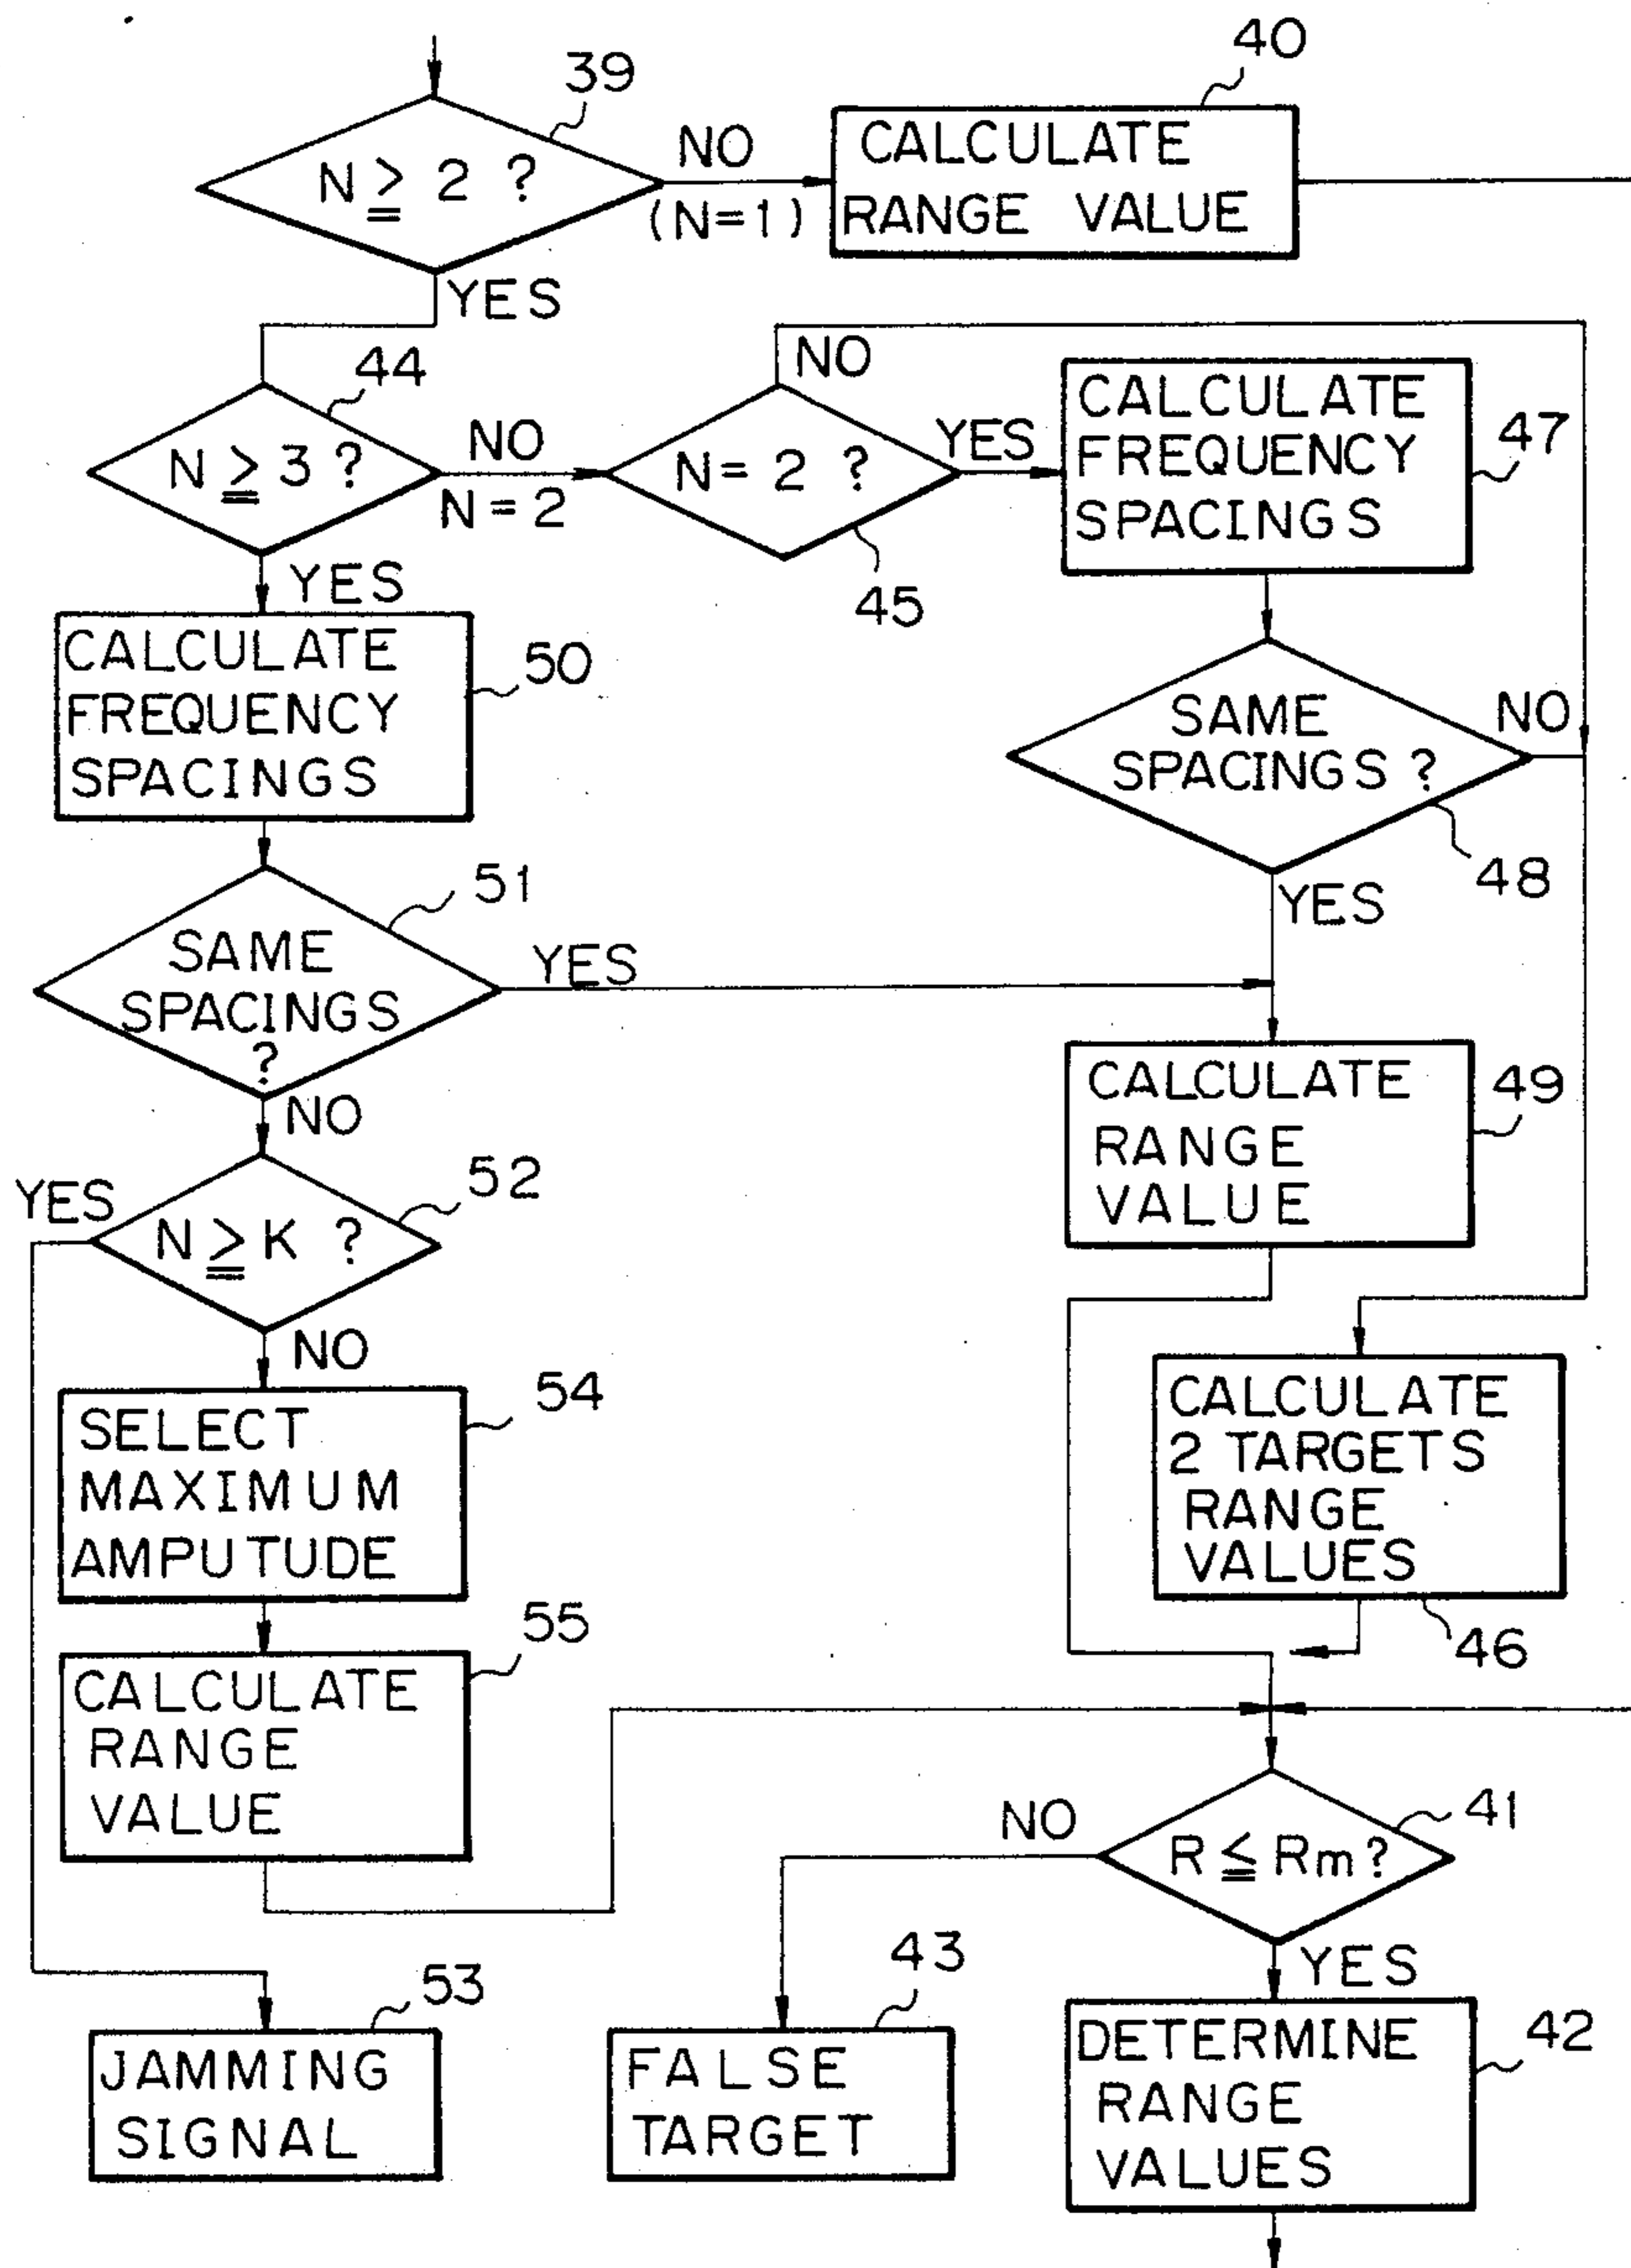 40
39
N ≧ 2 ?
NO
(N=1)
CALCULATE
RANGE VALUE
YES
44
N ≧ 3 ?
NO
N=2
NO
N=2 ?
45
YES
CALCULATE
FREQUENCY
SPACINGS
47
YES
CALCULATE
FREQUENCY
SPACINGS
50
SAME
SPACINGS ?
NO
48
YES
51
SAME
SPACINGS
?
YES
NO
CALCULATE
RANGE
VALUE
49
52
YES
N ≧ K ?
NO
54
SELECT
MAXIMUM
AMPUTUDE
CALCULATE
2 TARGETS
RANGE
VALUES
46
55
CALCULATE
RANGE
VALUE
41
NO
R ≦ Rm ?
YES
53
JAMMING
SIGNAL
43
FALSE
TARGET
42
DETERMINE
RANGE
VALUES